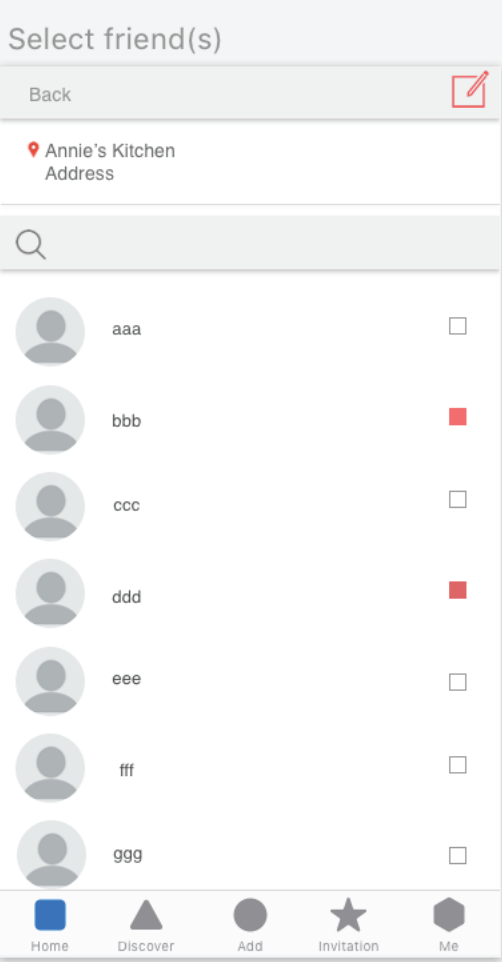 Select friend(s)
Back
Annie's Kitchen
Address
aaa
bbb
ccc
ddd
eee
fff
ggg
Home Discover Add Invitation Me